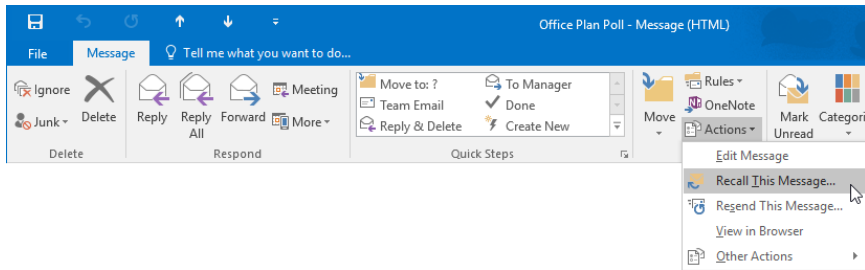 Office Plan Poll - Message (HTML)
File Message Tell me what you want to do...
Ignore
Junk
Delete
Reply
Reply All
Forward
Meeting
More
Move to: ?
Team Email
Reply & Delete
To Manager
Done
Create New
Move
Rules
OneNote
Actions
Mark Unread
Categori
Delete Respond Quick Steps
Edit Message
Recall This Message...
Resend This Message...
View in Browser
Other Actions